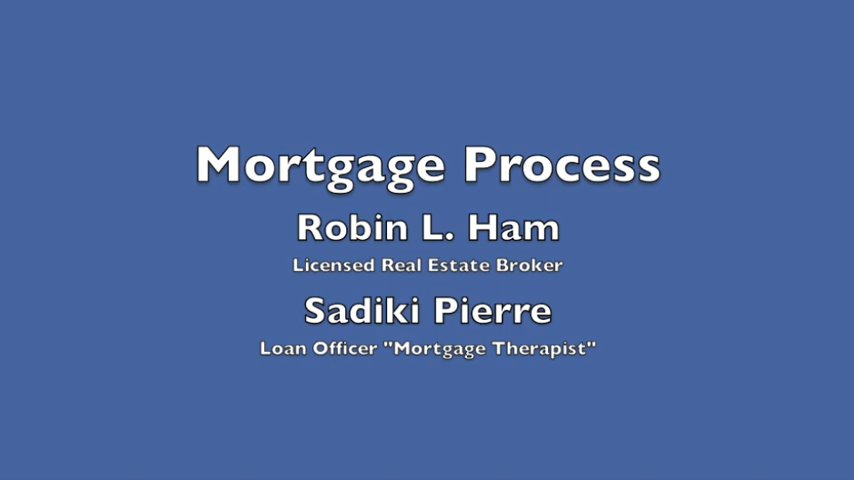 Mortgage Process
Robin L. Ham
Licensed Real Estate Broker
Sadiki Pierre
Loan Officer "Mortgage Therapist"